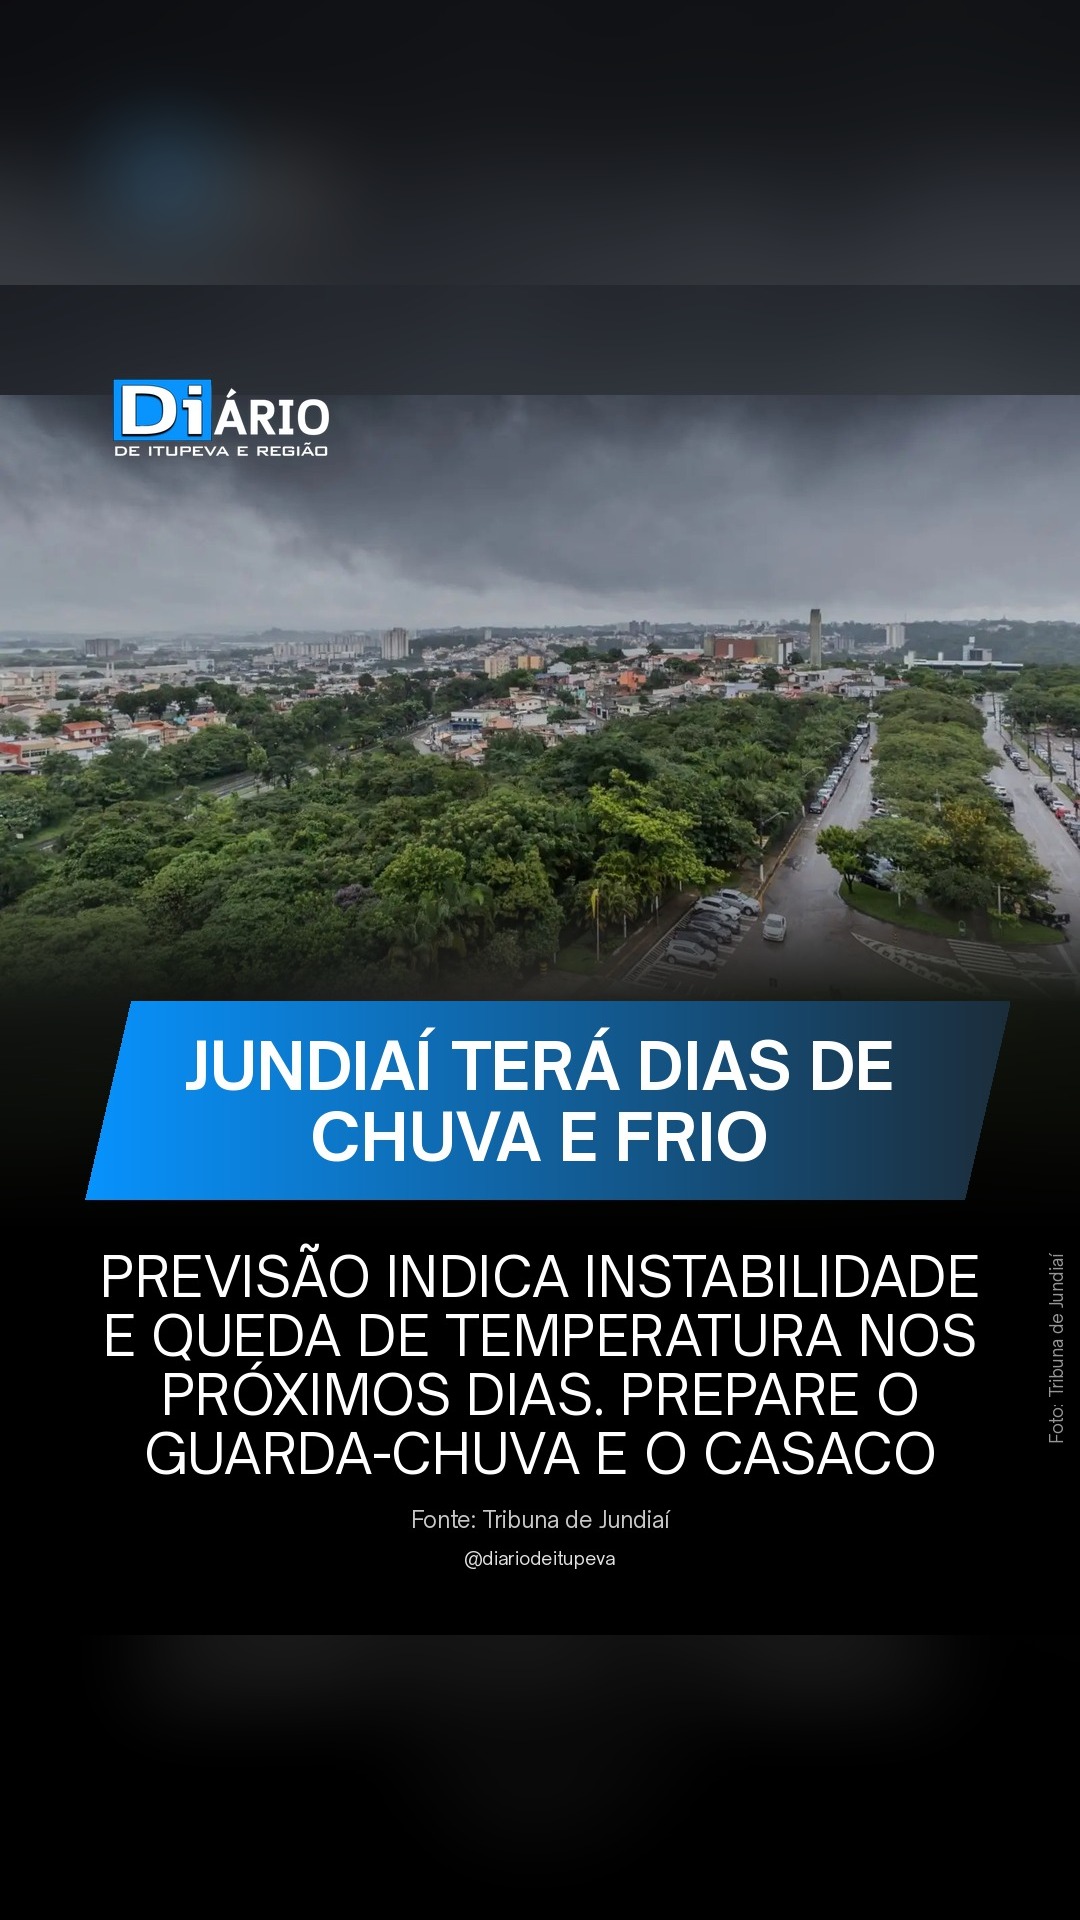 DiÁRIO
DE ITUPEVA E REGIÃO
JUNDIAÍ TERÁ DIAS DE
CHUVA E FRIO
PREVISÃO INDICA INSTABILIDADE
E QUEDA DE TEMPERATURA NOS
PRÓXIMOS DIAS. PREPARE O
GUARDA-CHUVA E O CASACO
Foto: Tribuna de Jundiaí
Fonte: Tribuna de Jundiaí
@diariodeitupeva